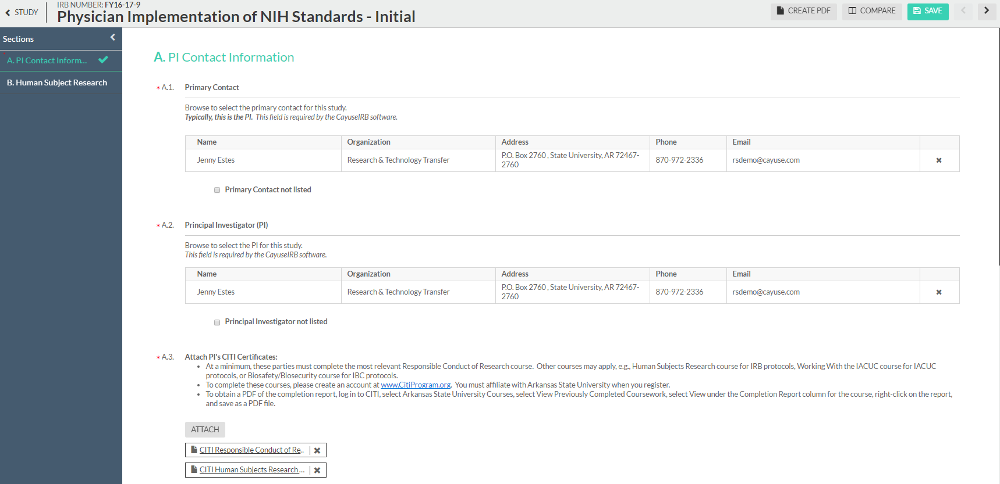 STUDY
IRB NUMBER: FY16-17-9
Physician Implementation of NIH Standards - Initial
CREATE PDF
COMPARE
SAVE
Sections
A. PI Contact Inform...
B. Human Subject Research
A. PI Contact Information
* A.1. Primary Contact
Browse to select the primary contact for this study.
Typically, this is the PI. This field is required by the CayuseIRB software.
Name Organization Address Phone Email
Jenny Estes Research & Technology Transfer P.O. Box 2760 , State University, AR 72467-2760 870-972-2336 rsdemo@cayuse.com
Primary Contact not listed
* A.2. Principal Investigator (PI)
Browse to select the PI for this study.
This field is required by the CayuseIRB software.
Name Organization Address Phone Email
Jenny Estes Research & Technology Transfer P.O. Box 2760 , State University, AR 72467-2760 870-972-2336 rsdemo@cayuse.com
Principal Investigator not listed
* A.3. Attach PI's CITI Certificates:
• At a minimum, these parties must complete the most relevant Responsible Conduct of Research course. Other courses may apply, e.g., Human Subjects Research course for IRB protocols, Working With the IACUC course for IACUC
protocols, or Biosafety/Biosecurity course for IBC protocols.
• To complete these courses, please create an account at www.CitiProgram.org. You must affiliate with Arkansas State University when you register.
• To obtain a PDF of the completion report, log in to CITI, select Arkansas State University Courses, select View Previously Completed Coursework, select View under the Completion Report column for the course, right-click on the report,
and save as a PDF file.
ATTACH
CITI Responsible Conduct of Re..
CITI Human Subjects Research ...